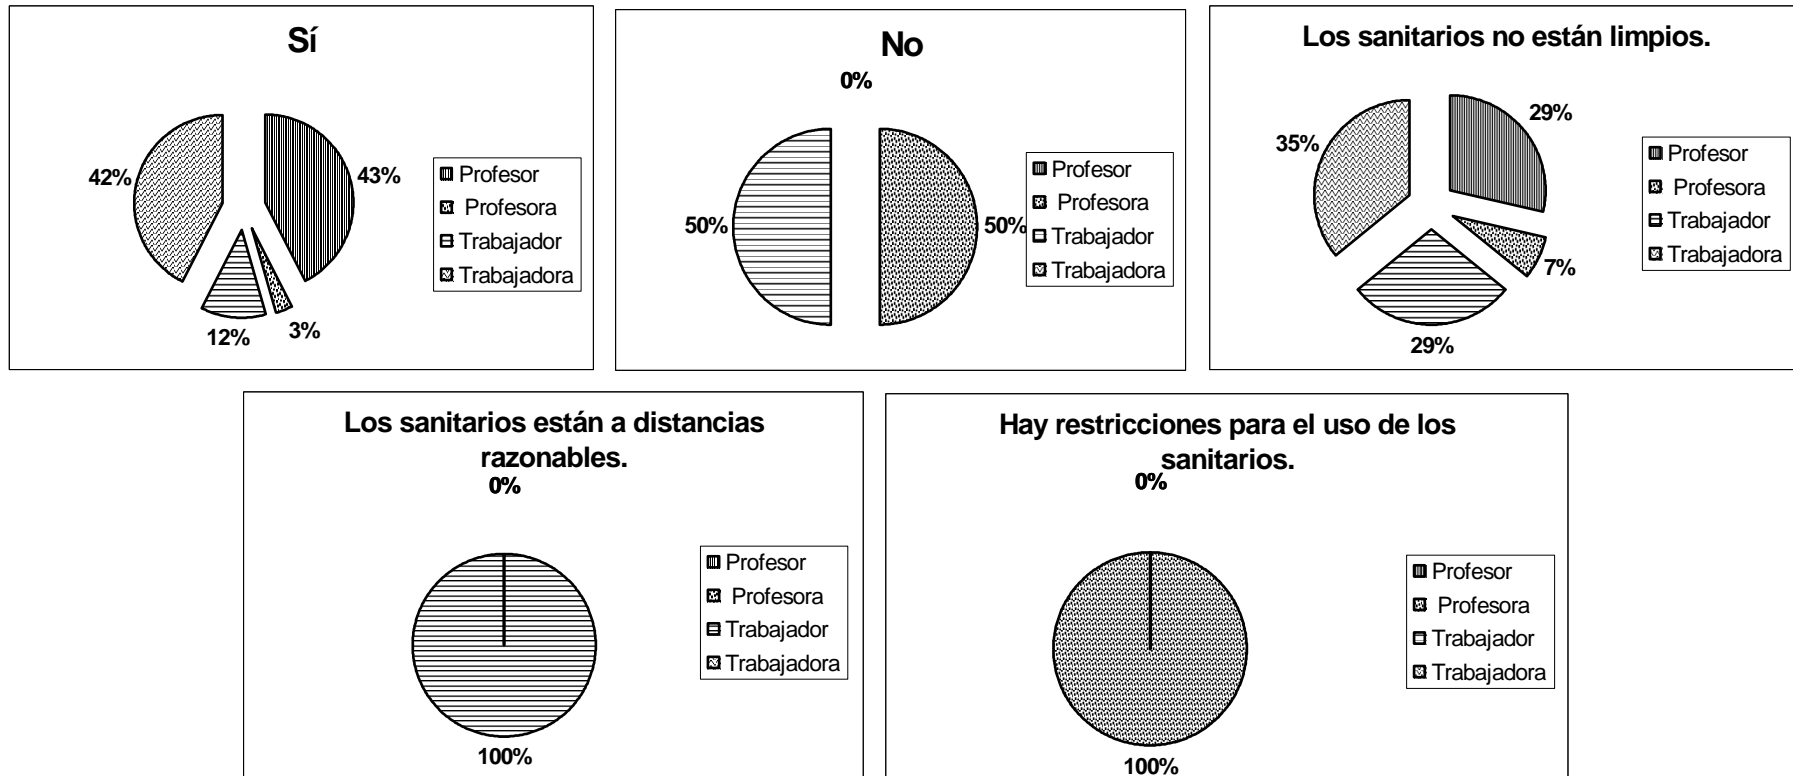 Sí
42%
43%
12%
3%
Profesor
Profesora
Trabajador
Trabajadora
No
0%
50%
50%
Profesor
Profesora
Trabajador
Trabajadora
Los sanitarios no están limpios.
35%
29%
7%
29%
Profesor
Profesora
Trabajador
Trabajadora
Los sanitarios están a distancias
razonables.
0%
100%
Profesor
Profesora
Trabajador
Trabajadora
Hay restricciones para el uso de los
sanitarios.
0%
100%
Profesor
Profesora
Trabajador
Trabajadora